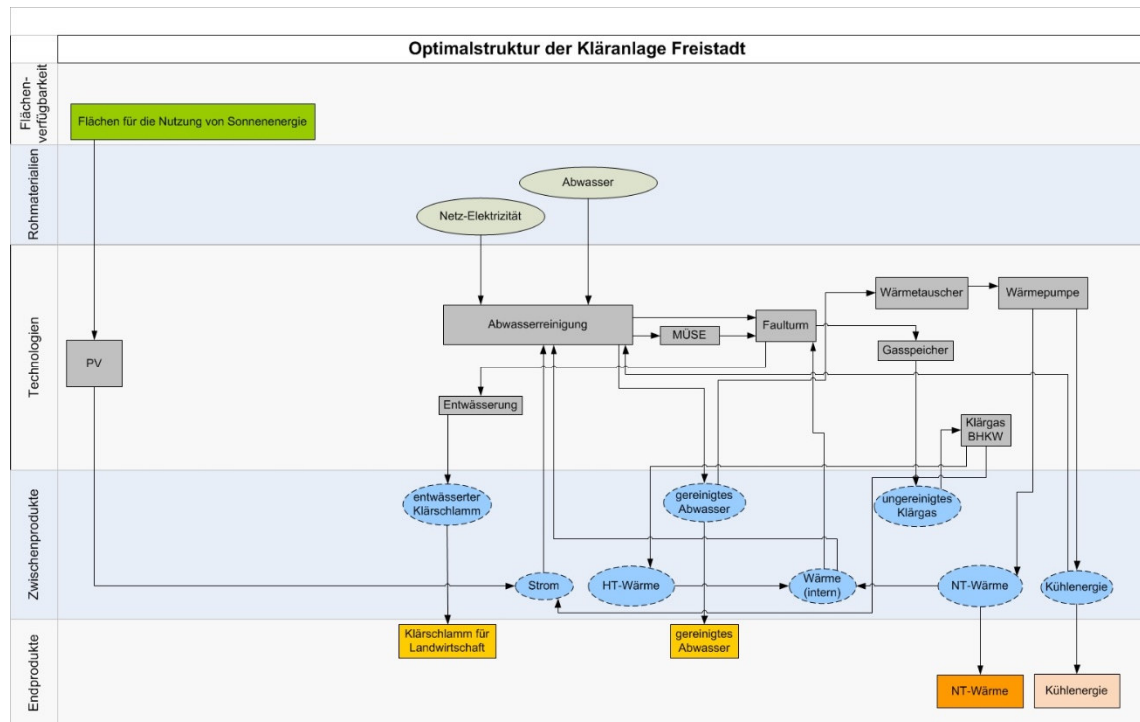 Optimalstruktur der Kläranlage Freistadt
Flächen-
verfügbarkeit
Flächen für die Nutzung von Sonnenenergie
Rohmaterialien
Abwasser
Netz-Elektrizität
Technologien
Wärmetauscher
Wärmepumpe
Abwasserreinigung
MÜSE
Faulturm
Gasspeicher
PV
Entwässerung
Klärgas
BHKW
Zwischenprodukte
entwässerter
Klärschlamm
gereinigtes
Abwasser
ungereinigtes
Klärgas
Strom
HT-Wärme
Wärme
(intern)
NT-Wärme
Kühlenergie
Endprodukte
Klärschlamm für
Landwirtschaft
gereinigtes
Abwasser
NT-Wärme
Kühlenergie